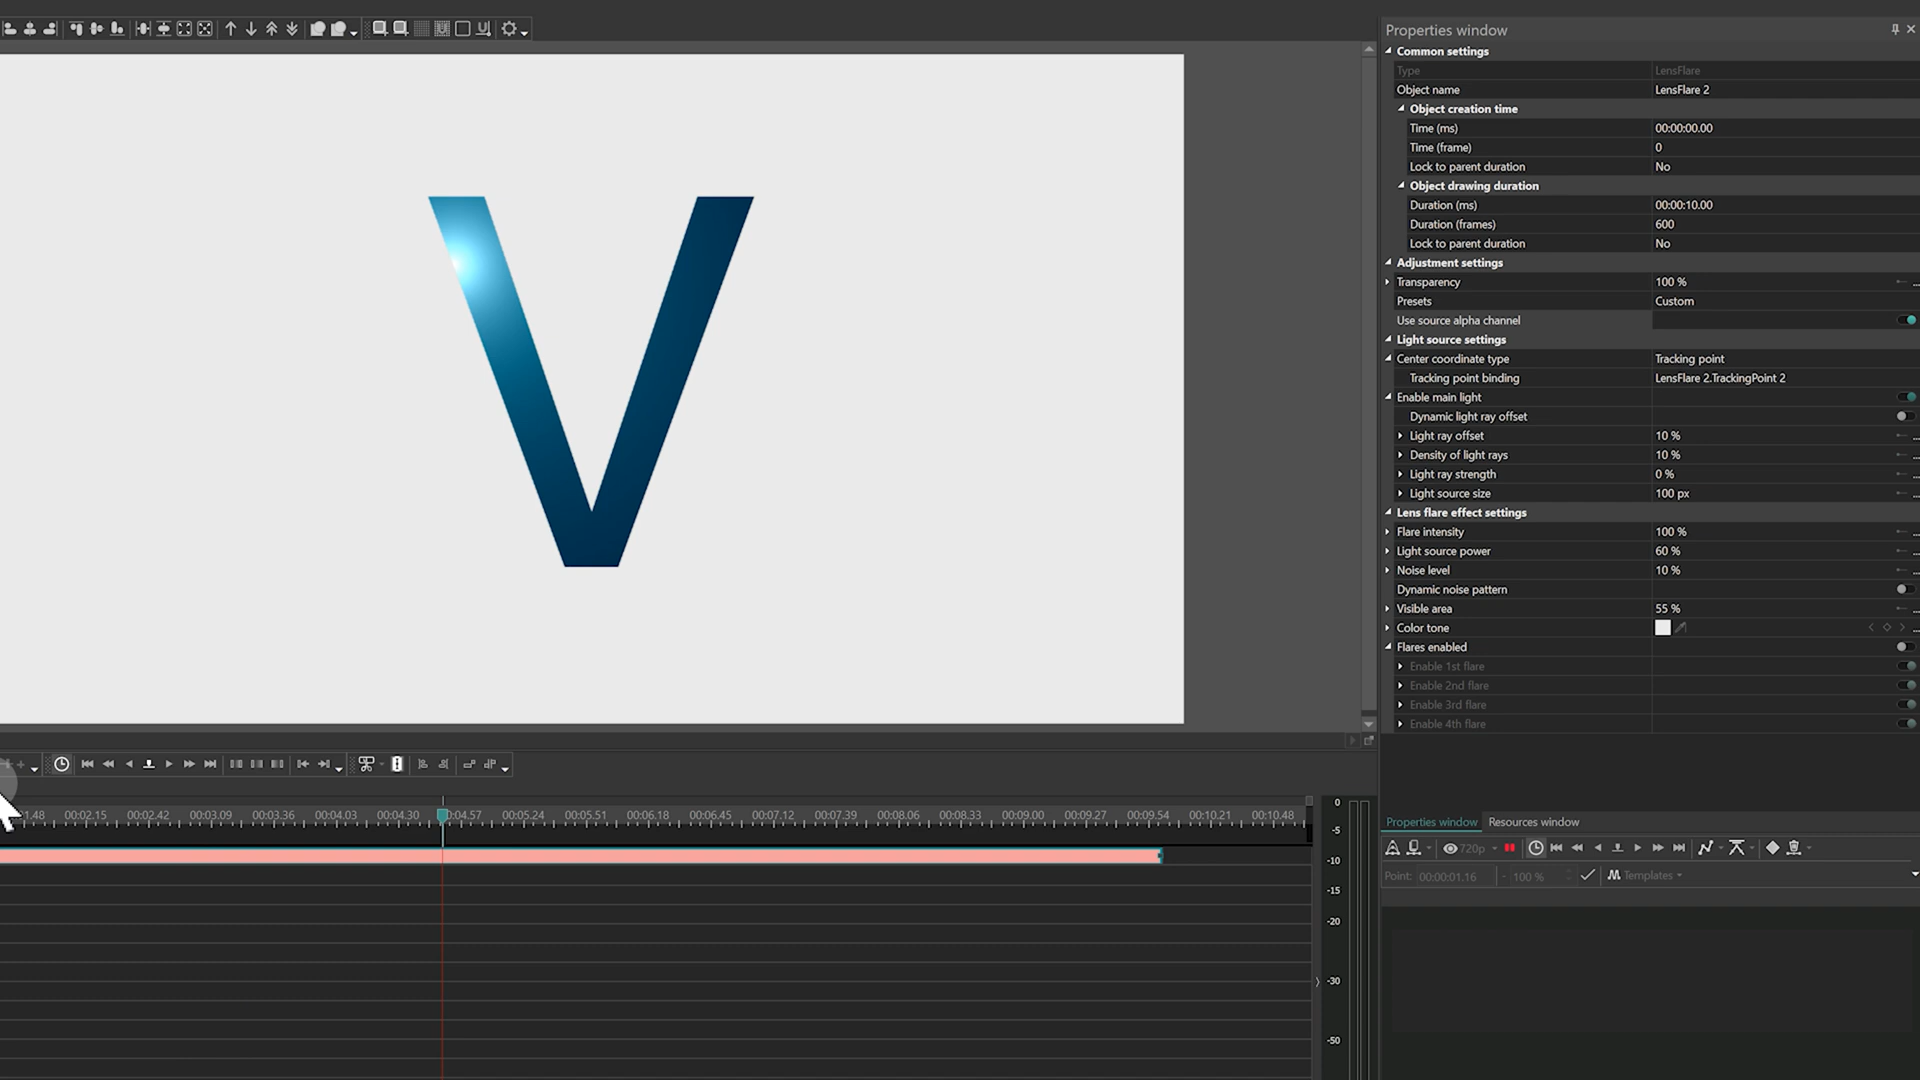 Properties window
Common settings
Type LensFlare
Object name LensFlare 2
Object creation time
Time (ms) 00:00:00.00
Time (frame) 0
Lock to parent duration No
Object drawing duration
Duration (ms) 00:00:10.00
Duration (frames) 600
Lock to parent duration No
Adjustment settings
Transparency 100 %
Presets Custom
Use source alpha channel
Light source settings
Center coordinate type Tracking point
Tracking point binding LensFlare 2.TrackingPoint 2
Enable main light
Dynamic light ray offset
Light ray offset 10 %
Density of light rays 10 %
Light ray strength 0 %
Light source size 100 px
Lens flare effect settings
Flare intensity 100 %
Light source power 60 %
Noise level 10 %
Dynamic noise pattern
Visible area 55 %
Color tone
Flares enabled
Enable 1st flare
Enable 2nd flare
Enable 3rd flare
Enable 4th flare
V
1.48 00:02.15 00:02.42 00:03.09 00:03.36 00:04.03 00:04.30 0:04.57 00:05.24 00:05.51 00:06.18 00:06.45 00:07.12 00:07.39 00:08.06 00:08.33 00:09.00 00:09.27 00:09.54 00:10.21 00:10.48
0
-5
-10
-15
-20
-30
-50
Properties window Resources window
720p
Point: 00:00:01.16 - 100 % Templates